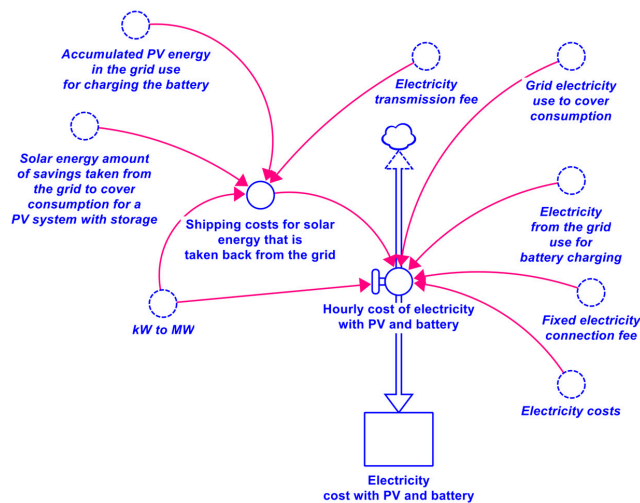 Accumulated PV energy
in the grid use
for charging the battery
Electricity
transmission fee
Grid electricity
use to cover
consumption
Solar energy amount
of savings taken from
the grid to cover
consumption for a
PV system with storage
Shipping costs for solar
energy that is
taken back from the grid
Electricity
from the grid
use for
battery charging
kW to MW
Hourly cost of electricity
with PV and battery
Fixed electricity
connection fee
Electricity costs
Electricity
cost with PV and battery